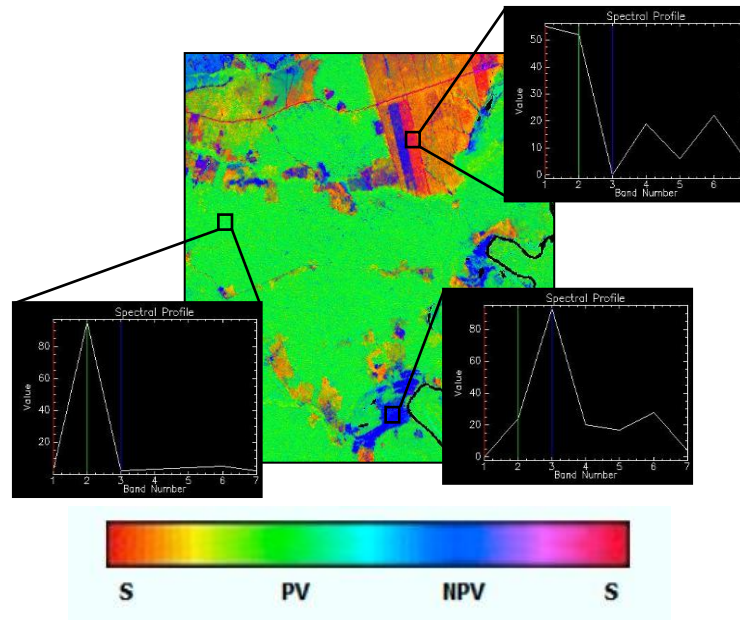 Spectral Profile
50
40
30
20
10
0
Value
1 2 3 4 5 6
Band Number
Spectral Profile
80
60
40
20
Value
1 2 3 4 5 6 7
Band Number
Spectral Profile
80
60
40
20
0
Value
1 2 3 4 5 6 7
Band Number
S PV NPV S